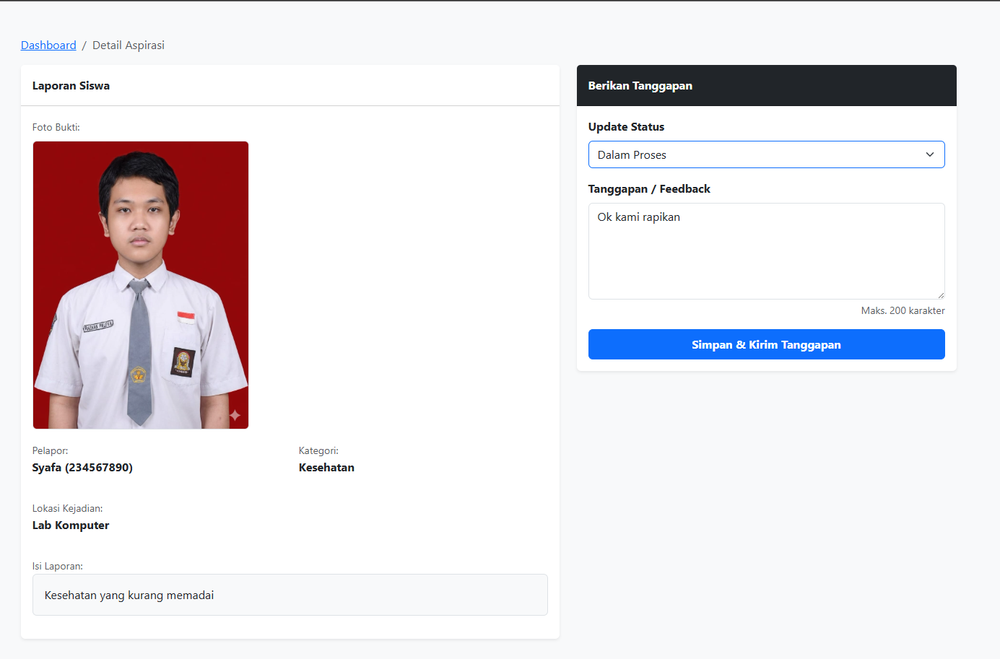 Dashboard / Detail Aspirasi
Laporan Siswa
Foto Bukti:
Pelapor:
Syafa (234567890)
Kategori:
Kesehatan
Lokasi Kejadian:
Lab Komputer
Isi Laporan:
Kesehatan yang kurang memadai
Berikan Tanggapan
Update Status
Dalam Proses
Tanggapan / Feedback
Ok kami rapikan
Maks. 200 karakter
Simpan & Kirim Tanggapan